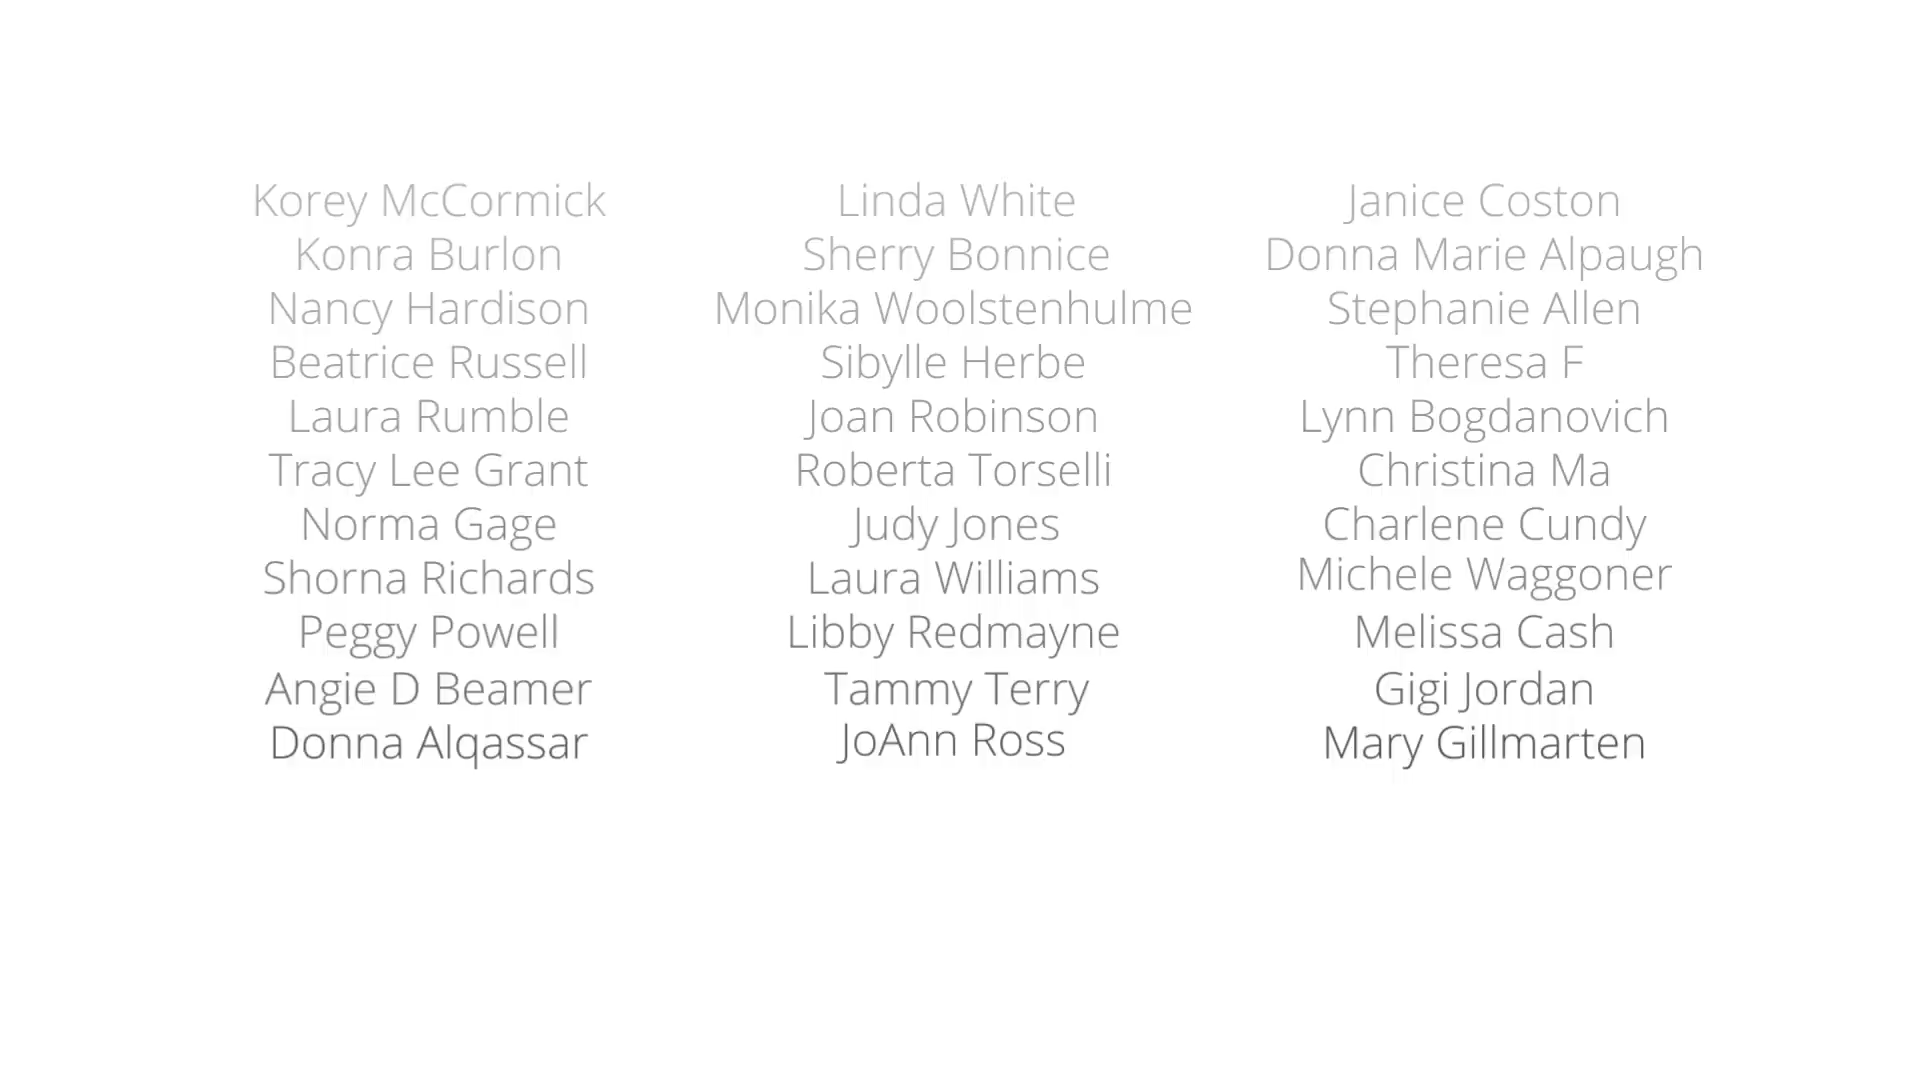 Korey McCormick
Konra Burlon
Nancy Hardison
Beatrice Russell
Laura Rumble
Tracy Lee Grant
Norma Gage
Shorna Richards
Peggy Powell
Angie D Beamer
Donna Alqassar
Linda White
Sherry Bonnice
Monika Woolstenhulme
Sibylle Herbe
Joan Robinson
Roberta Torselli
Judy Jones
Laura Williams
Libby Redmayne
Tammy Terry
JoAnn Ross
Janice Coston
Donna Marie Alpaugh
Stephanie Allen
Theresa F
Lynn Bogdanovich
Christina Ma
Charlene Cundy
Michele Waggoner
Melissa Cash
Gigi Jordan
Mary Gillmarten